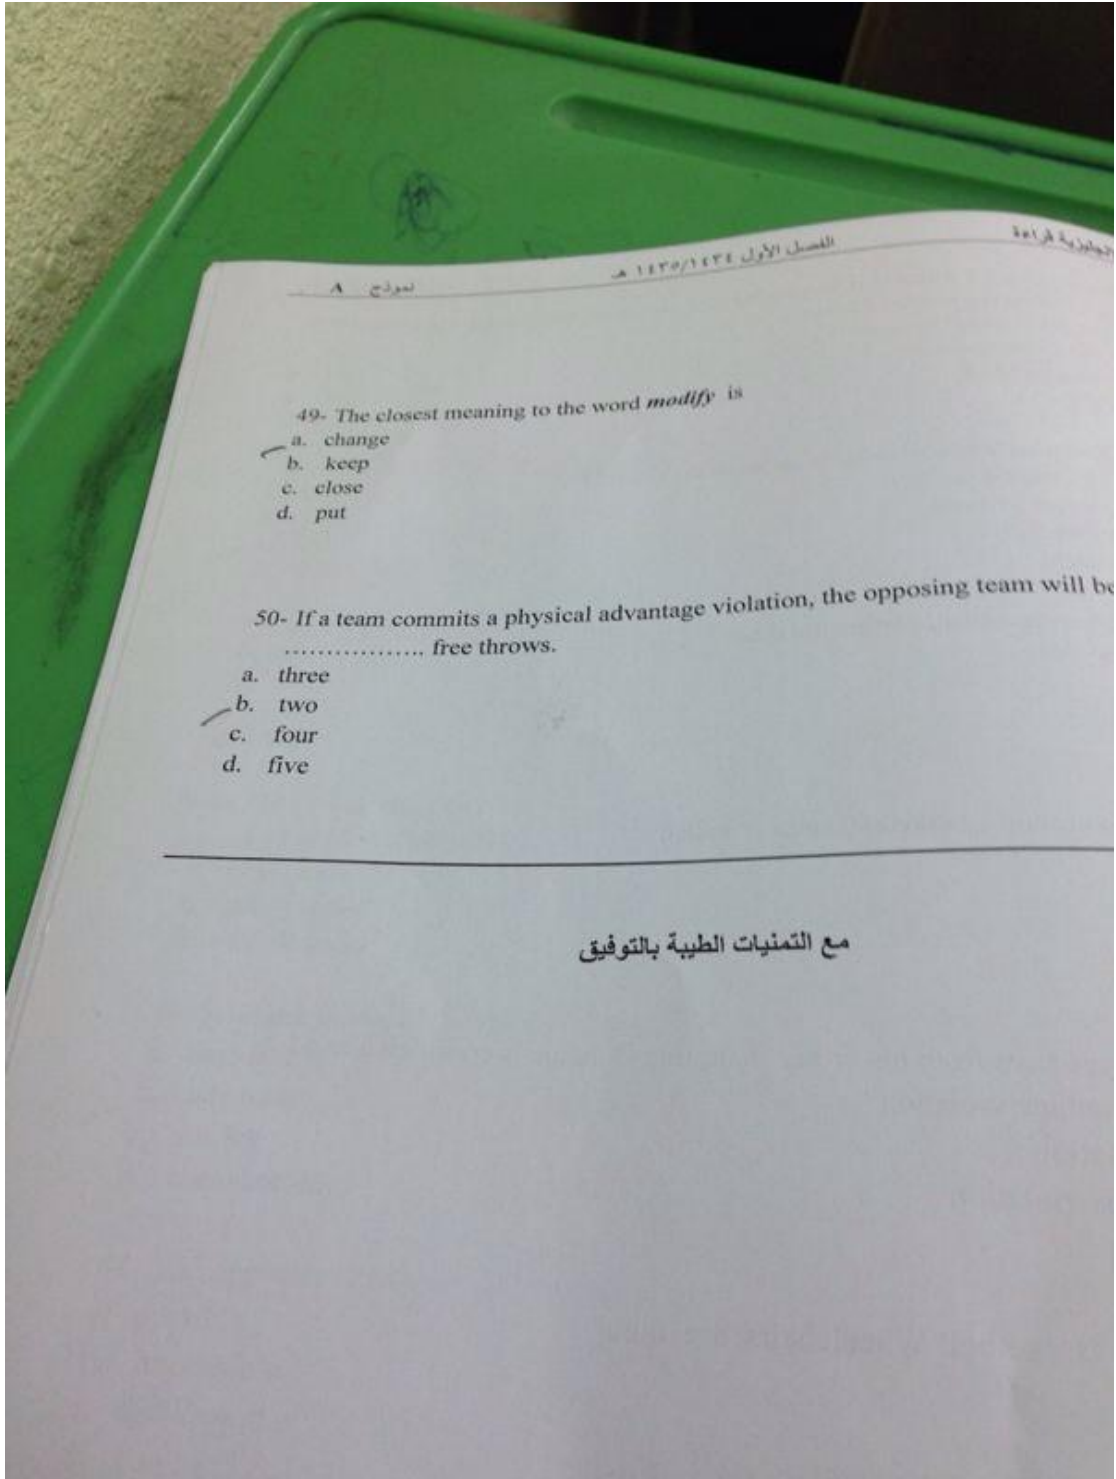 نموذج A
الفصل الأول ١٤٣٤/١٤٣٥ هـ
قراءة
49- The closest meaning to the word modify is
a. change
b. keep
c. close
d. put
50- If a team commits a physical advantage violation, the opposing team will be
................. free throws.
a. three
b. two
c. four
d. five
مع التمنيات الطيبة بالتوفيق